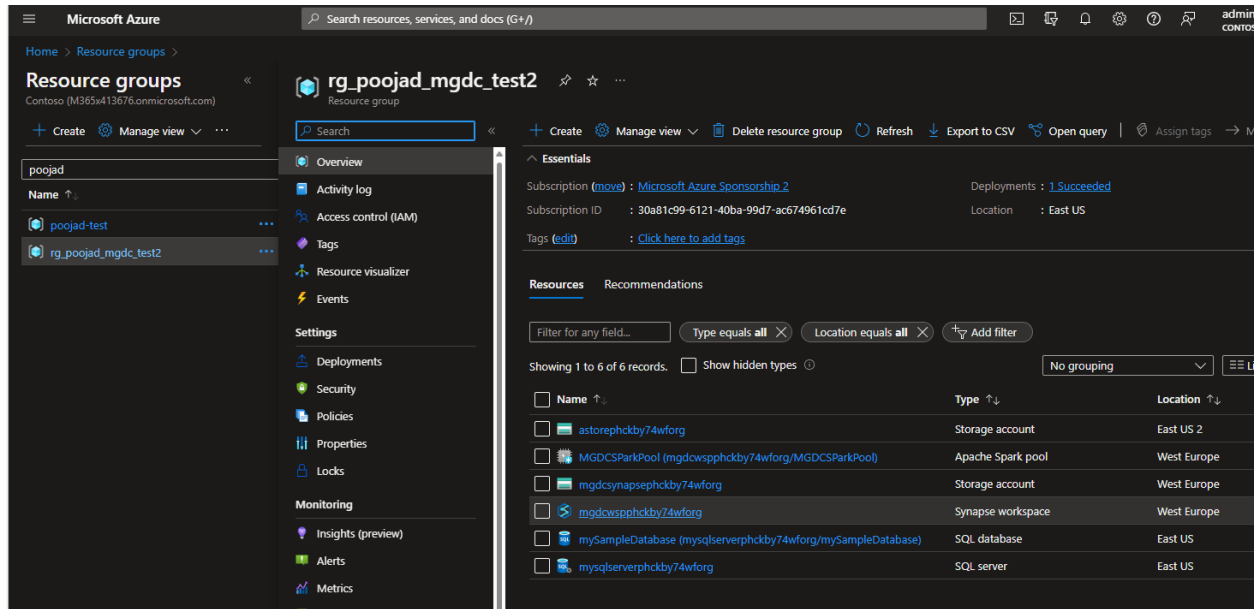 Microsoft Azure
Search resources, services, and docs (G+/)
admin
CONTOS
Home > Resource groups >
Resource groups
Contoso (M365x413676.onmicrosoft.com)
Create Manage view ...
poojad
Name ↑↓
poojad-test ...
rg_poojad_mgdc_test2 ...
rg_poojad_mgdc_test2 ...
Resource group
Search
Overview
Activity log
Access control (IAM)
Tags
Resource visualizer
Events
Settings
Deployments
Security
Policies
Properties
Locks
Monitoring
Insights (preview)
Alerts
Metrics
Create Manage view Delete resource group Refresh Export to CSV Open query Assign tags M
Essentials
Subscription (move) : Microsoft Azure Sponsorship 2
Deployments : 1 Succeeded
Subscription ID : 30a81c99-6121-40ba-99d7-ac674961cd7e
Location : East US
Tags (edit) : Click here to add tags
Resources Recommendations
Filter for any field... Type equals all Location equals all Add filter
Showing 1 to 6 of 6 records. Show hidden types No grouping Li
Name ↑↓ Type ↑↓ Location ↑↓
astorephckby74wforg Storage account East US 2
MGDCSParkPool (mgdcwspphckby74wforg/MGDCSParkPool) Apache Spark pool West Europe
mgdcsynapsephckby74wforg Storage account West Europe
mgdcwspphckby74wforg Synapse workspace West Europe
mySampleDatabase (mysqlserverphckby74wforg/mySampleDatabase) SQL database East US
mysqlserverphckby74wforg SQL server East US